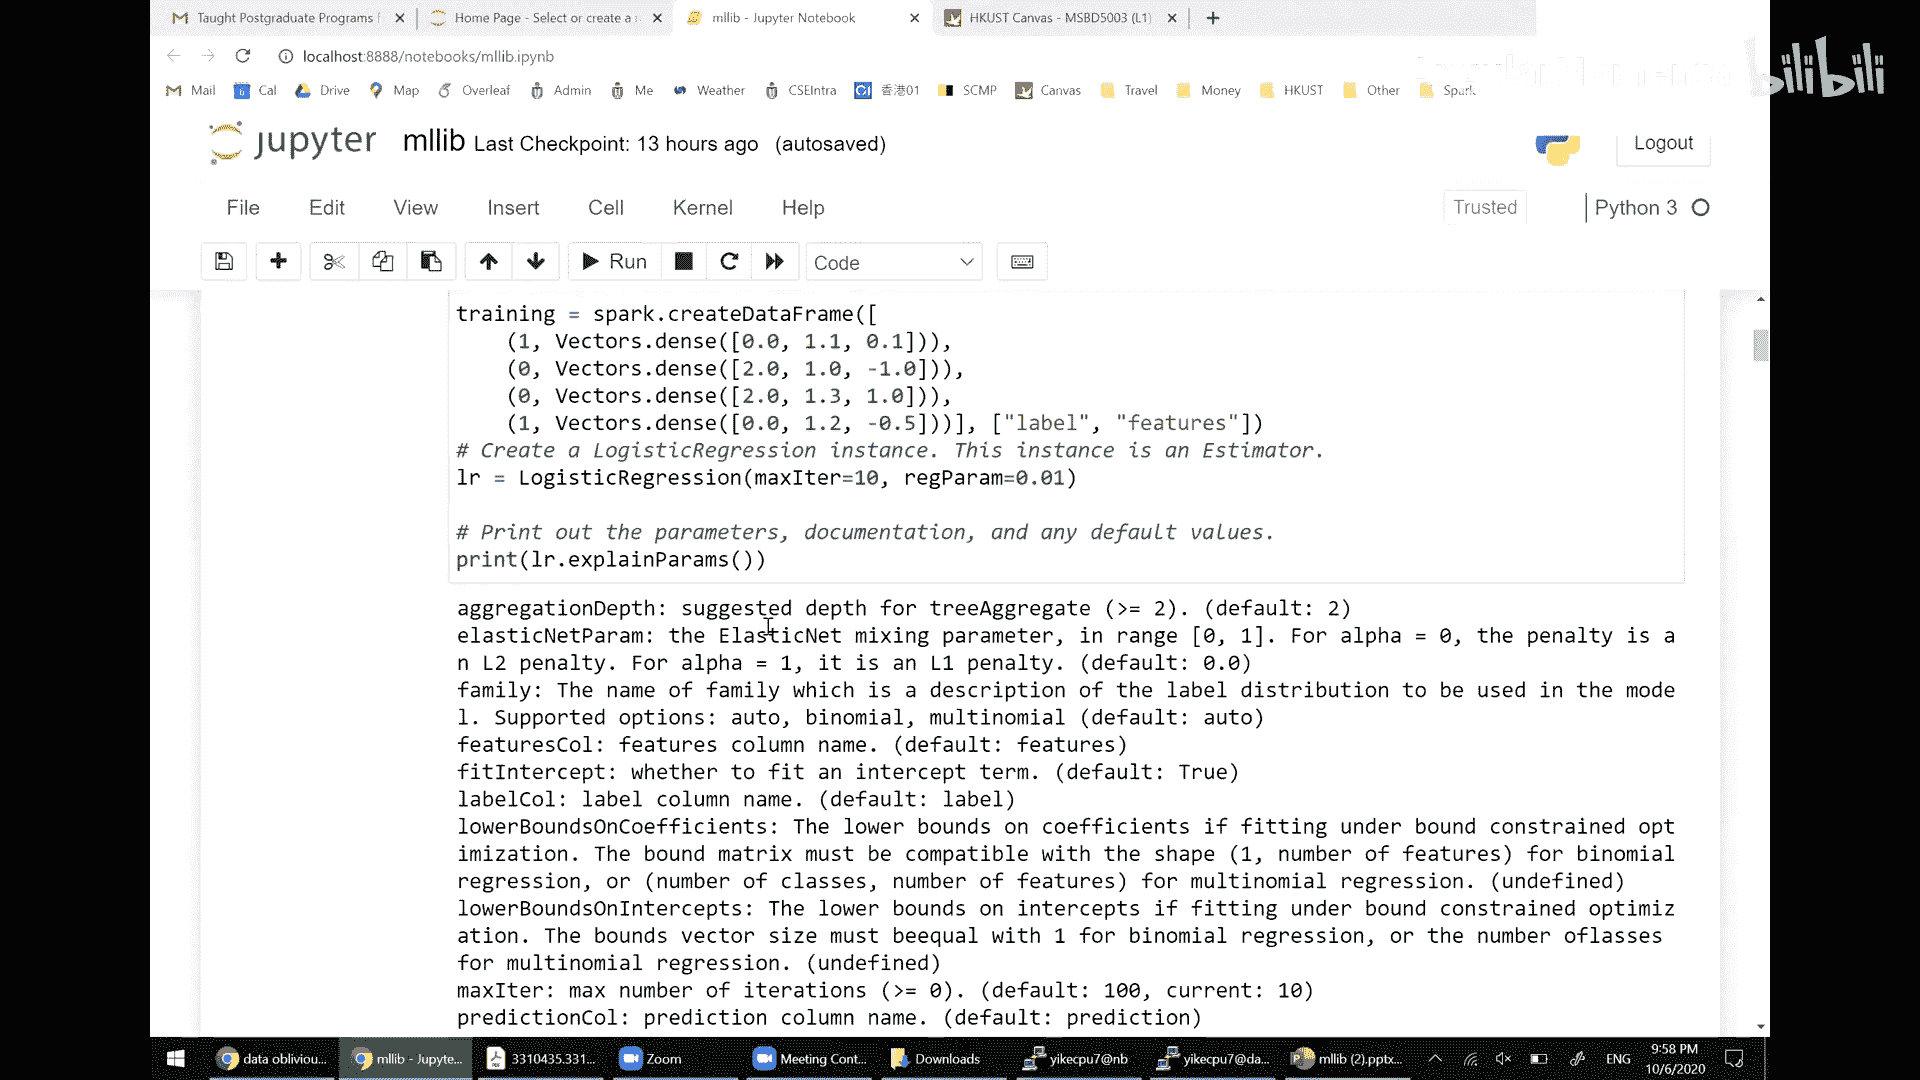 Taught Postgraduate Programs f
Home Page - Select or create a n
mllib - Jupyter Notebook
HKUST Canvas - MSBD5003 (L1)
localhost:8888/notebooks/mllib.ipynb
bilibili
Mail Cal Drive Map Overleaf Admin Me Weather CSEIntra 香港01 SCMP Canvas Travel Money HKUST Other Spark
jupyter mllib Last Checkpoint: 13 hours ago (autosaved)
Logout
File Edit View Insert Cell Kernel Help
Trusted
Python 3
Run
Code
training = spark.createDataFrame([
(1, Vectors.dense([0.0, 1.1, 0.1])),
(0, Vectors.dense([2.0, 1.0, -1.0])),
(0, Vectors.dense([2.0, 1.3, 1.0])),
(1, Vectors.dense([0.0, 1.2, -0.5]))], ["label", "features"])
# Create a LogisticRegression instance. This instance is an Estimator.
lr = LogisticRegression(maxIter=10, regParam=0.01)
# Print out the parameters, documentation, and any default values.
print(lr.explainParams())
aggregationDepth: suggested depth for treeAggregate (>= 2). (default: 2)
elasticNetParam: the ElasticNet mixing parameter, in range [0, 1]. For alpha = 0, the penalty is a
n L2 penalty. For alpha = 1, it is an L1 penalty. (default: 0.0)
family: The name of family which is a description of the label distribution to be used in the mode
l. Supported options: auto, binomial, multinomial (default: auto)
featuresCol: features column name. (default: features)
fitIntercept: whether to fit an intercept term. (default: True)
labelCol: label column name. (default: label)
lowerBoundsOnCoefficients: The lower bounds on coefficients if fitting under bound constrained opt
imization. The bound matrix must be compatible with the shape (1, number of features) for binomial
regression, or (number of classes, number of features) for multinomial regression. (undefined)
lowerBoundsOnIntercepts: The lower bounds on intercepts if fitting under bound constrained optimiz
ation. The bounds vector size must beequal with 1 for binomial regression, or the number oflasses
for multinomial regression. (undefined)
maxIter: max number of iterations (>= 0). (default: 100, current: 10)
predictionCol: prediction column name. (default: prediction)
data obliviou...
mllib - Jupyte...
3310435.331...
Zoom
Meeting Cont...
Downloads
yikecpu7@nb
yikecpu7@da...
mllib (2).pptx...
ENG
9:58 PM
10/6/2020